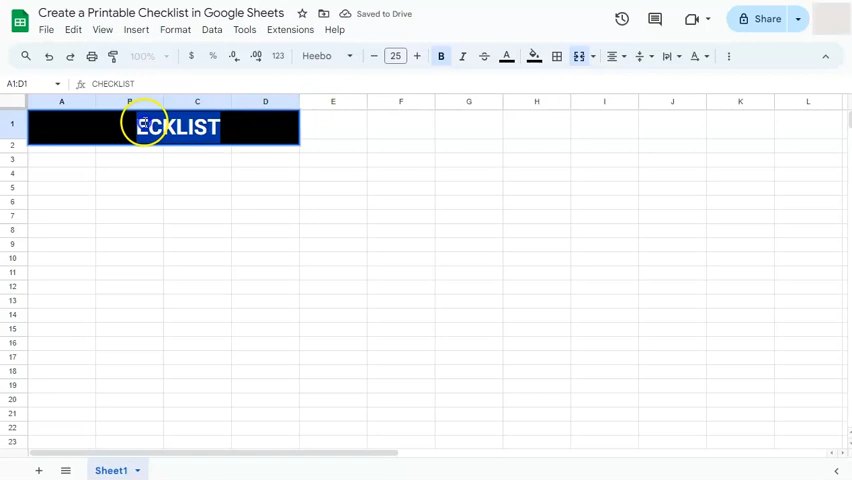 Create a Printable Checklist in Google Sheets Saved to Drive
File Edit View Insert Format Data Tools Extensions Help
Share
100% $ % .0 .00 123 Heebo 25 B I S A
A1:D1 fx CHECKLIST
A B C D E F G H I J K L
1 ECKLIST
2
3
4
5
6
7
8
9
10
11
12
13
14
15
16
17
18
19
20
21
22
23
Sheet1